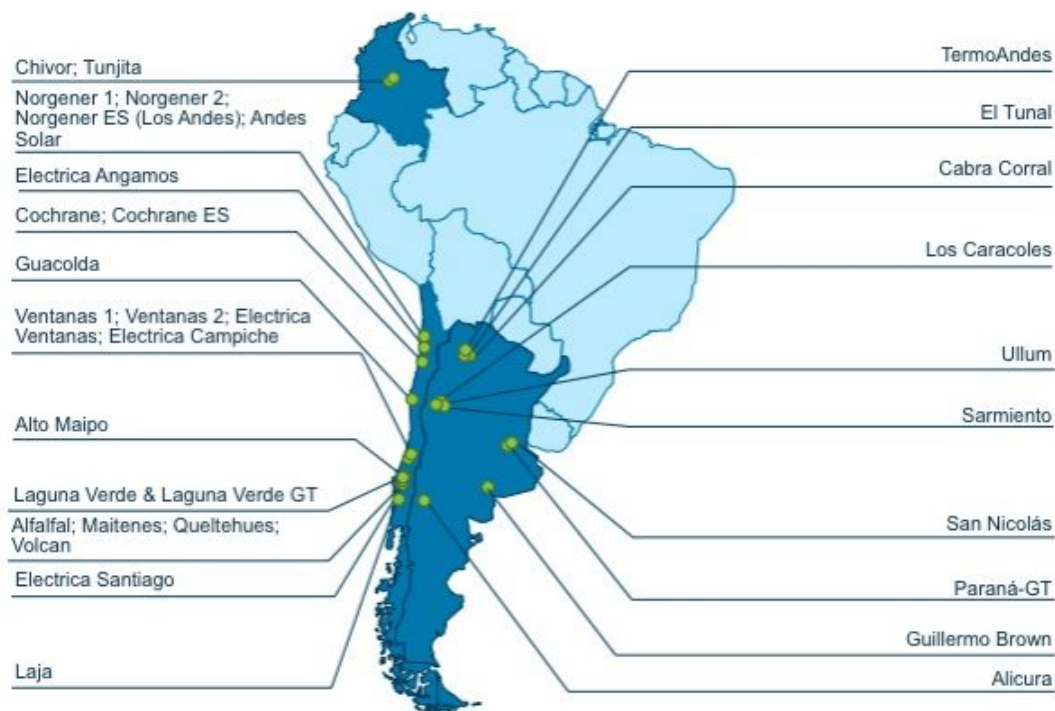 Chivor; Tunjita
Norgener 1; Norgener 2;
Norgener ES (Los Andes); Andes
Solar
Electrica Angamos
Cochrane; Cochrane ES
Guacolda
Ventanas 1; Ventanas 2; Electrica
Ventanas; Electrica Campiche
Alto Maipo
Laguna Verde & Laguna Verde GT
Alfalfal; Maitenes; Queltehues;
Volcan
Electrica Santiago
Laja
TermoAndes
El Tunal
Cabra Corral
Los Caracoles
Ullum
Sarmiento
San Nicolás
Paraná-GT
Guillermo Brown
Alicura